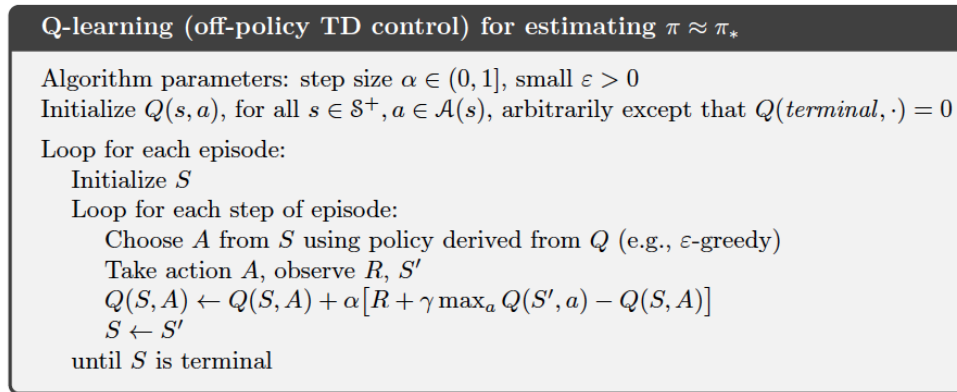 Q-learning (off-policy TD control) for estimating π ≈ π*
Algorithm parameters: step size α ∈ (0, 1], small ε > 0
Initialize Q(s, a), for all s ∈ S⁺, a ∈ A(s), arbitrarily except that Q(terminal, ·) = 0
Loop for each episode:
Initialize S
Loop for each step of episode:
Choose A from S using policy derived from Q (e.g., ε-greedy)
Take action A, observe R, S′
Q(S, A) ← Q(S, A) + α[R + γ maxₐ Q(S′, a) − Q(S, A)]
S ← S′
until S is terminal